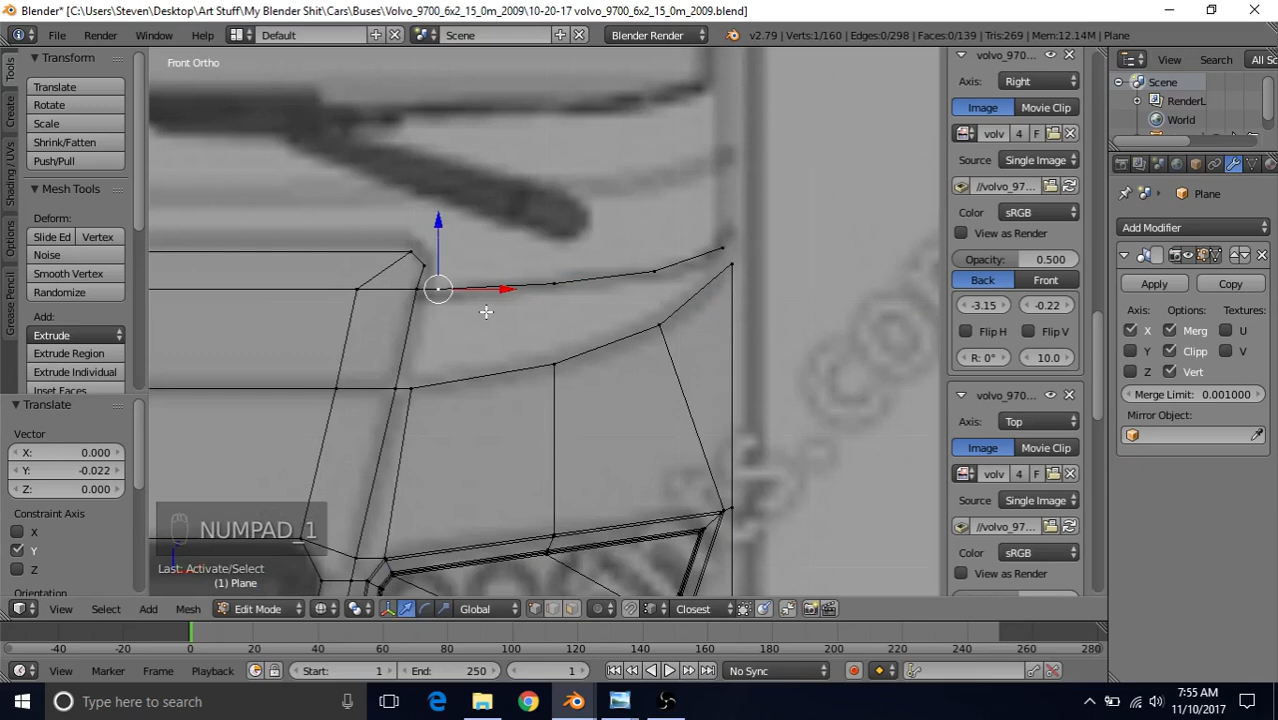 Blender* [C:\Users\Steven\Desktop\Art Stuff\My Blender Shit\Cars\Buses\Volvo_9700_6x2_15_0m_2009\10-20-17 volvo_9700_6x2_15_0m_2009.blend]
File Render Window Help Default Scene Blender Render v2.79 | Verts:1/160 | Edges:0/298 | Faces:0/139 | Tris:269 | Mem:12.14M | Plane
Tools
Create
Shading / UVs
Options
Grease Pencil
Transform
Translate
Rotate
Scale
Shrink/Fatten
Push/Pull
Mesh Tools
Deform:
Slide Ed Vertex
Noise
Smooth Vertex
Randomize
Add:
Extrude
Extrude Region
Extrude Individual
Inset Faces
Translate
Vector
X: 0.000
Y: -0.022
Z: 0.000
Constraint Axis
X
Y
Z
Orientation
Front Ortho
NUMPAD_1
Last: Activate/Select
(1) Plane
volvo_970...
Axis: Right
Image Movie Clip
volv 4 F
Source Single Image
//volvo_97...
Color sRGB
View as Render
Opacity: 0.500
Back Front
-3.15 -0.22
Flip H Flip V
R: 0° 10.0
volvo_970...
Axis: Top
Image Movie Clip
volv 4 F
Source Single Image
//volvo_97...
Color sRGB
View as Render
View Search All Sc
Scene
RenderL
World
Plane
Add Modifier
Apply Copy
Axis: Options: Textures:
X Merg U
Y Clipp V
Z Vert
Merge Limit: 0.001000
Mirror Object:
View Select Add Mesh Edit Mode Global Closest
-40 -20 0 20 40 60 80 100 120 140 160 180 200 220 240 260 280
View Marker Frame Playback Start: 1 End: 250 1 No Sync
Type here to search
7:55 AM
11/10/2017